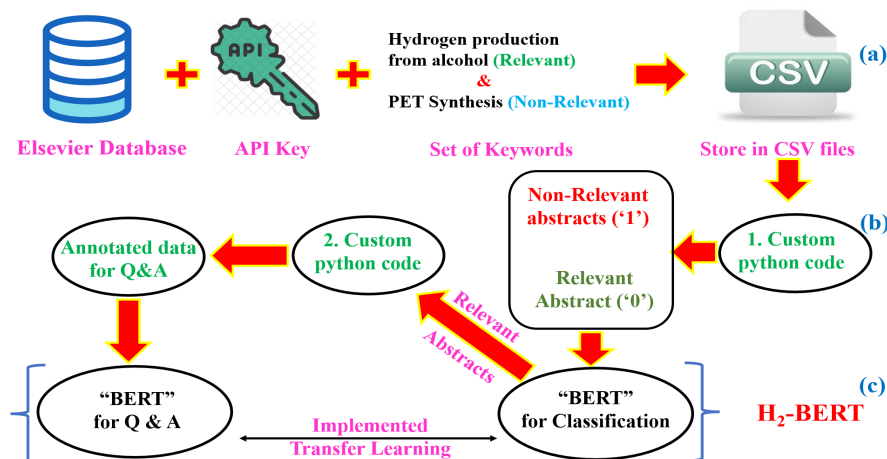 API
Hydrogen production
from alcohol (Relevant)
&
PET Synthesis (Non-Relevant)
CSV
(a)
Elsevier Database
API Key
Set of Keywords
Store in CSV files
Non-Relevant
abstracts (‘1’)
Relevant
Abstract (‘0’)
(b)
1. Custom
python code
2. Custom
python code
Annotated data
for Q&A
Relevant
Abstracts
(c)
“BERT”
for Q & A
“BERT”
for Classification
Implemented
Transfer Learning
H₂-BERT